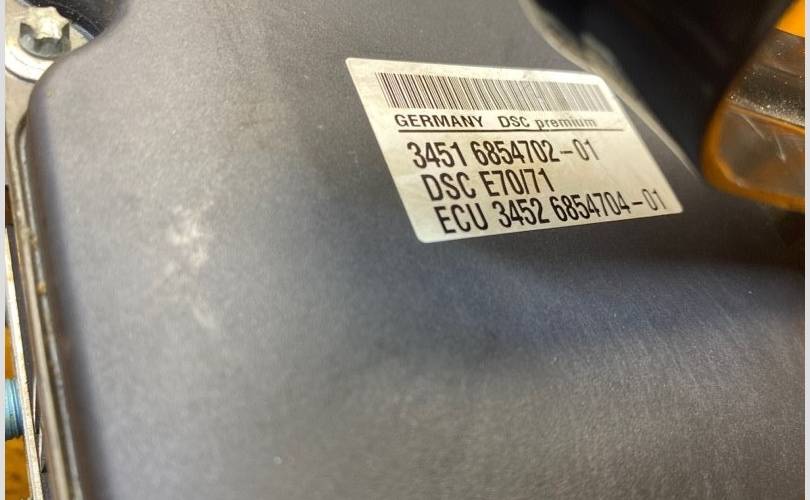 GERMANY DSC premium
3451 6854702-01
DSC E70/71
ECU 3452 6854704-01